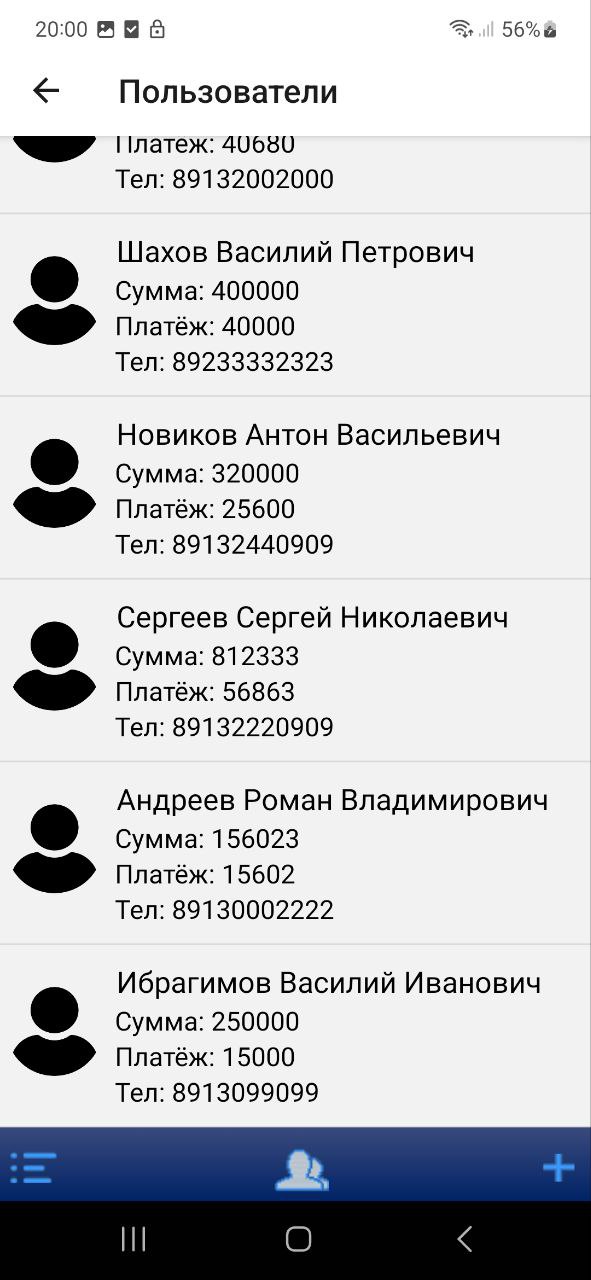 20:00
56%
Пользователи
Платёж: 40680
Тел: 89132002000
Шахов Василий Петрович
Сумма: 400000
Платёж: 40000
Тел: 89233332323
Новиков Антон Васильевич
Сумма: 320000
Платёж: 25600
Тел: 89132440909
Сергеев Сергей Николаевич
Сумма: 812333
Платёж: 56863
Тел: 89132220909
Андреев Роман Владимирович
Сумма: 156023
Платёж: 15602
Тел: 89130002222
Ибрагимов Василий Иванович
Сумма: 250000
Платёж: 15000
Тел: 8913099099